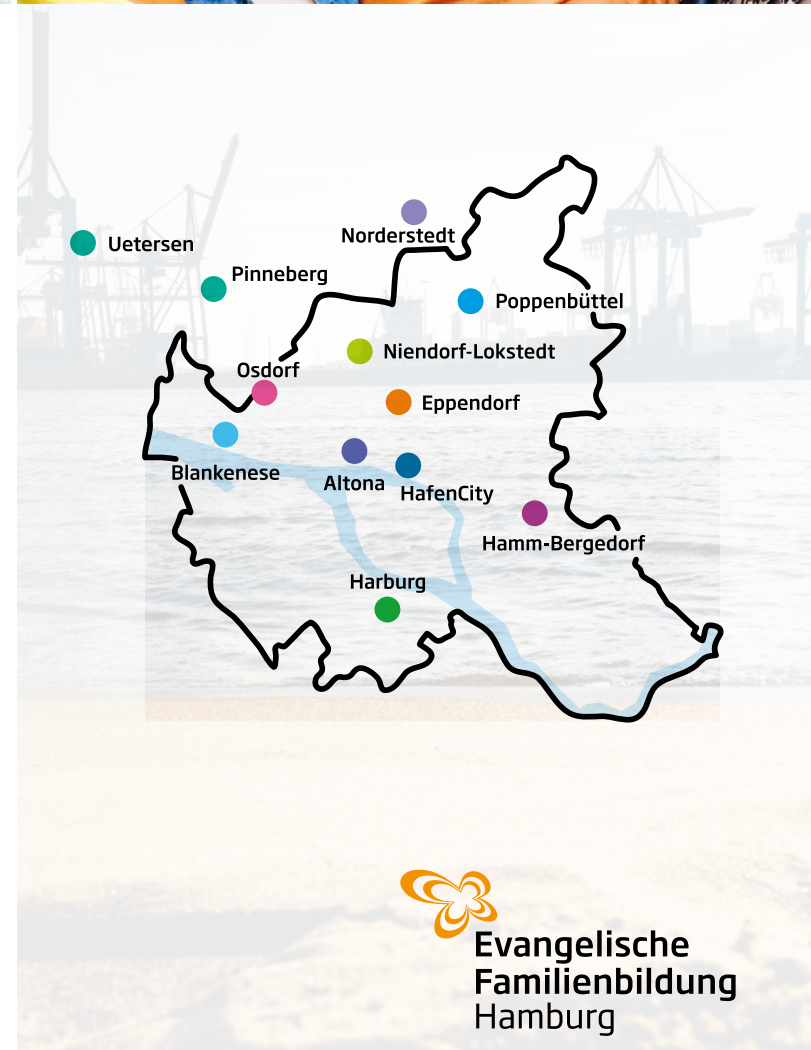 Norderstedt
Uetersen
Pinneberg
Poppenbüttel
Niendorf-Lokstedt
Osdorf
Eppendorf
Blankenese
Altona
HafenCity
Hamm-Bergedorf
Harburg
Evangelische
Familienbildung
Hamburg